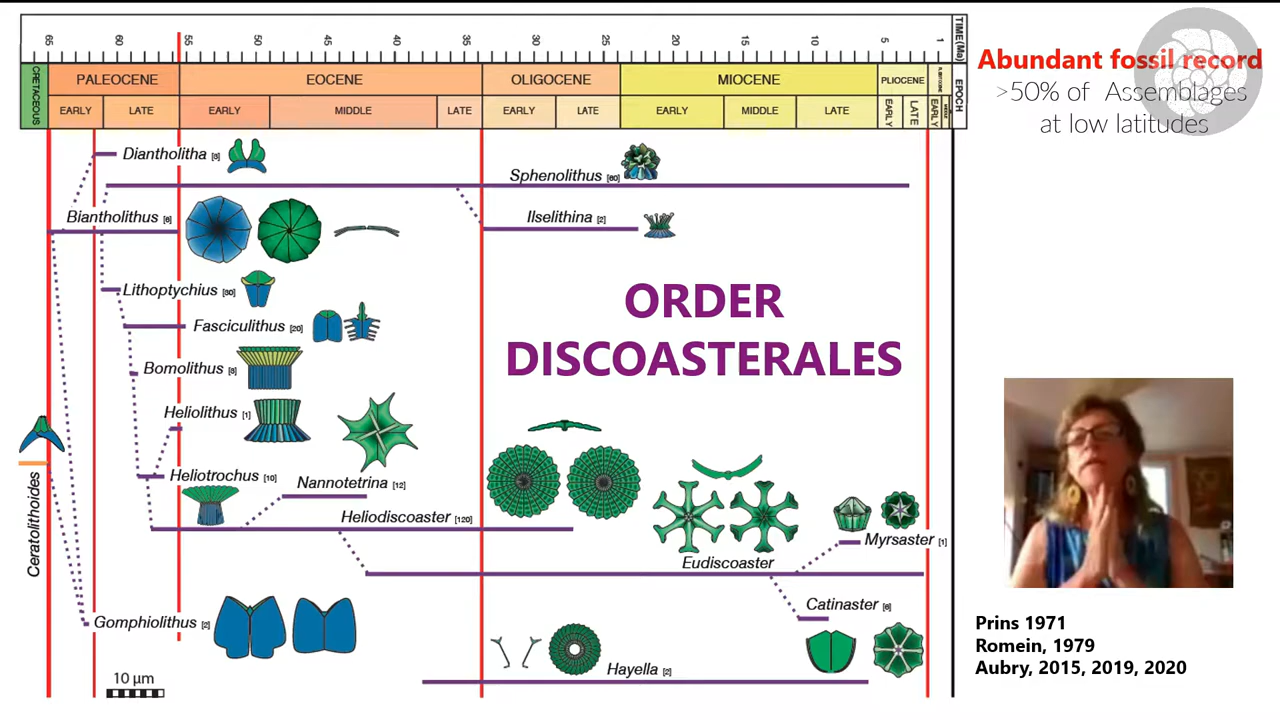 TIME(Ma)
65 60 55 50 45 40 35 30 25 20 15 10 5 1
EPOCH
CRETACEOUS PALEOCENE EOCENE OLIGOCENE MIOCENE PLIOCENE
EARLY LATE EARLY MIDDLE LATE EARLY LATE EARLY MIDDLE LATE EARLY LATE EARLY
Abundant fossil record
>50% of Assemblages
at low latitudes
Diantholitha [8]
Sphenolithus [60]
Biantholithus [6]
Ilselithina [2]
Lithoptychius [30]
ORDER
DISCOASTERALES
Fasciculithus [20]
Bomolithus [8]
Heliolithus [1]
Heliotrochus [10]
Nannotetrina [12]
Ceratolithoides
Heliodiscoaster [120]
Myrsaster [1]
Eudiscoaster
Catinaster [6]
Gomphiolithus [2]
Hayella [2]
10 µm
Prins 1971
Romein, 1979
Aubry, 2015, 2019, 2020